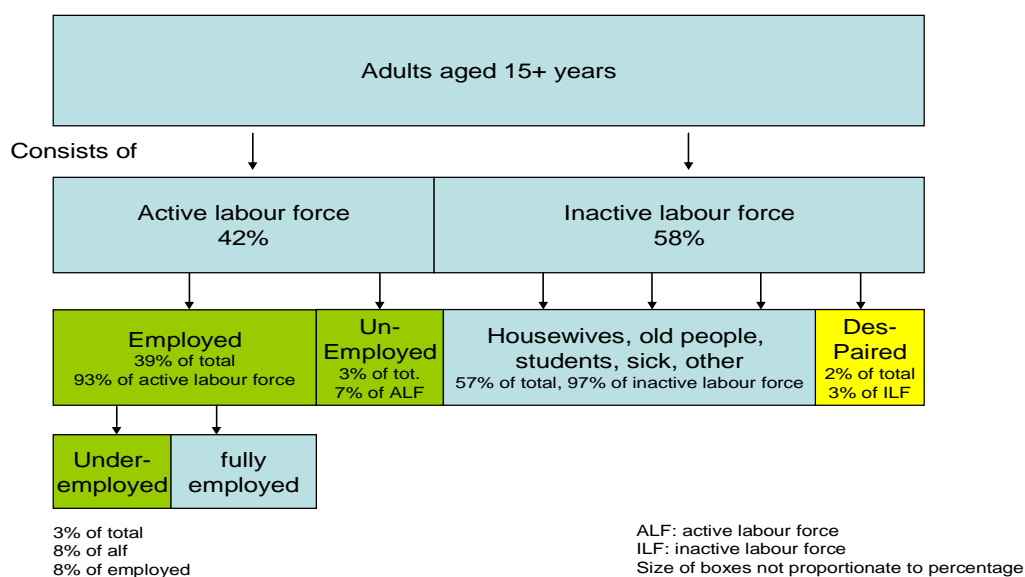 Adults aged 15+ years
Consists of
Active labour force
42%
Inactive labour force
58%
Employed
39% of total
93% of active labour force
Un-
Employed
3% of tot.
7% of ALF
Housewives, old people,
students, sick, other
57% of total, 97% of inactive labour force
Des-
Paired
2% of total
3% of ILF
Under-
employed
fully
employed
3% of total
8% of alf
8% of employed
ALF: active labour force
ILF: inactive labour force
Size of boxes not proportionate to percentage